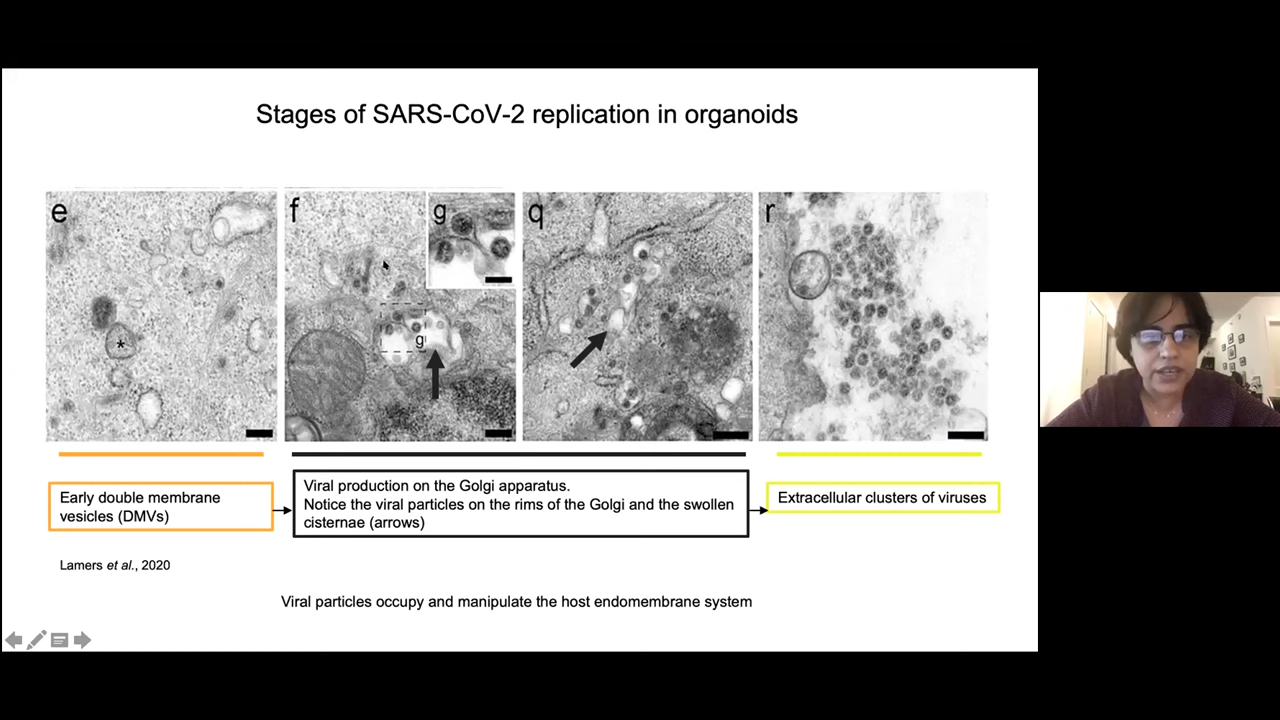 Stages of SARS-CoV-2 replication in organoids
e
f
g
g
q
r
*
Early double membrane
vesicles (DMVs)
Viral production on the Golgi apparatus.
Notice the viral particles on the rims of the Golgi and the swollen
cisternae (arrows)
Extracellular clusters of viruses
Lamers et al., 2020
Viral particles occupy and manipulate the host endomembrane system